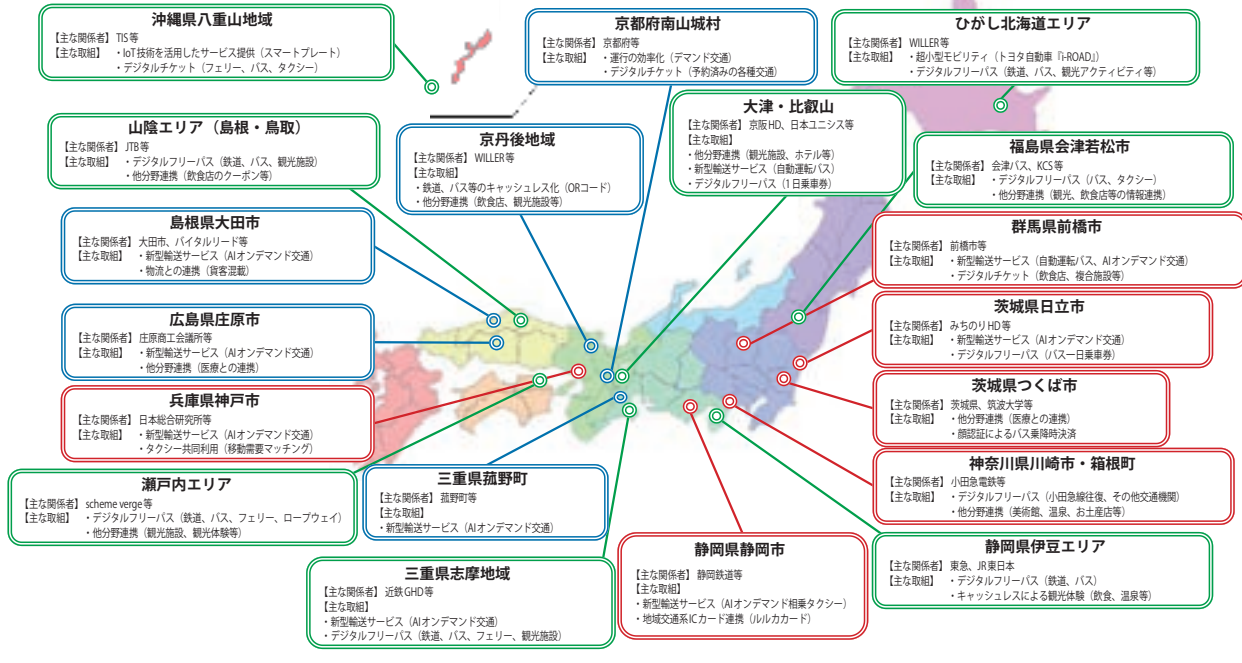 沖縄県八重山地域
【主な関係者】TIS等
【主な取組】 ・IoT技術を活用したサービス提供（スマートプレート）
・デジタルチケット（フェリー、バス、タクシー）
京都府南山城村
【主な関係者】京都府等
【主な取組】 ・運行の効率化（デマンド交通）
・デジタルチケット（予約済みの各種交通）
ひがし北海道エリア
【主な関係者】WILLER等
【主な取組】 ・超小型モビリティ（トヨタ自動車『i-ROAD』）
・デジタルフリーパス（鉄道、バス、観光アクティビティ等）
山陰エリア（島根・鳥取）
【主な関係者】JTB等
【主な取組】 ・デジタルフリーパス（鉄道、バス、観光施設）
・他分野連携（飲食店のクーポン等）
京丹後地域
【主な関係者】WILLER等
【主な取組】
・鉄道、バス等のキャッシュレス化（QRコード）
・他分野連携（飲食店、観光施設等）
大津・比叡山
【主な関係者】京阪HD、日本ユニシス等
【主な取組】
・他分野連携（観光施設、ホテル等）
・新型輸送サービス（自動運転バス）
・デジタルフリーパス（1日乗車券）
福島県会津若松市
【主な関係者】会津バス、KCS等
【主な取組】 ・デジタルフリーパス（バス、タクシー）
・他分野連携（観光、飲食店等の情報連携）
島根県大田市
【主な関係者】大田市、バイタルリード等
【主な取組】 ・新型輸送サービス（AIオンデマンド交通）
・物流との連携（貨客混載）
群馬県前橋市
【主な関係者】前橋市等
【主な取組】 ・新型輸送サービス（自動運転バス、AIオンデマンド交通）
・デジタルチケット（飲食店、複合施設等）
広島県庄原市
【主な関係者】庄原商工会議所等
【主な取組】 ・新型輸送サービス（AIオンデマンド交通）
・他分野連携（医療との連携）
茨城県日立市
【主な関係者】みちのりHD等
【主な取組】 ・新型輸送サービス（AIオンデマンド交通）
・デジタルフリーパス（バス一日乗車券）
兵庫県神戸市
【主な関係者】日本総合研究所等
【主な取組】 ・新型輸送サービス（AIオンデマンド交通）
・タクシー共同利用（移動需要マッチング）
茨城県つくば市
【主な関係者】茨城県、筑波大学等
【主な取組】 ・他分野連携（医療との連携）
・顔認証によるバス乗降時決済
瀬戸内エリア
【主な関係者】scheme verge等
【主な取組】 ・デジタルフリーパス（鉄道、バス、フェリー、ロープウェイ）
・他分野連携（観光施設、観光体験等）
三重県菰野町
【主な関係者】菰野町等
【主な取組】
・新型輸送サービス（AIオンデマンド交通）
神奈川県川崎市・箱根町
【主な関係者】小田急電鉄等
【主な取組】 ・デジタルフリーパス（小田急線往復、その他交通機関）
・他分野連携（美術館、温泉、お土産店等）
三重県志摩地域
【主な関係者】近鉄GHD等
【主な取組】
・新型輸送サービス（AIオンデマンド交通）
・デジタルフリーパス（鉄道、バス、フェリー、観光施設）
静岡県静岡市
【主な関係者】静岡鉄道等
【主な取組】
・新型輸送サービス（AIオンデマンド相乗タクシー）
・地域交通系ICカード連携（ルルカカード）
静岡県伊豆エリア
【主な関係者】東急、JR東日本
【主な取組】 ・デジタルフリーパス（鉄道、バス）
・キャッシュレスによる観光体験（飲食、温泉等）